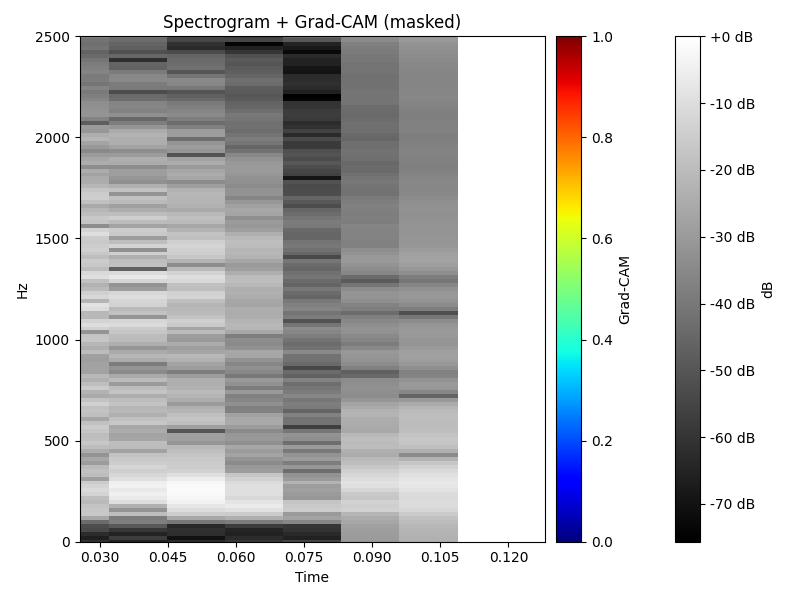 Spectrogram + Grad-CAM (masked)
2500
2000
1500
1000
500
0
Hz
0.030
0.045
0.060
0.075
0.090
0.105
0.120
Time
1.0
0.8
0.6
0.4
0.2
0.0
Grad-CAM
+0 dB
-10 dB
-20 dB
-30 dB
-40 dB
-50 dB
-60 dB
-70 dB
dB